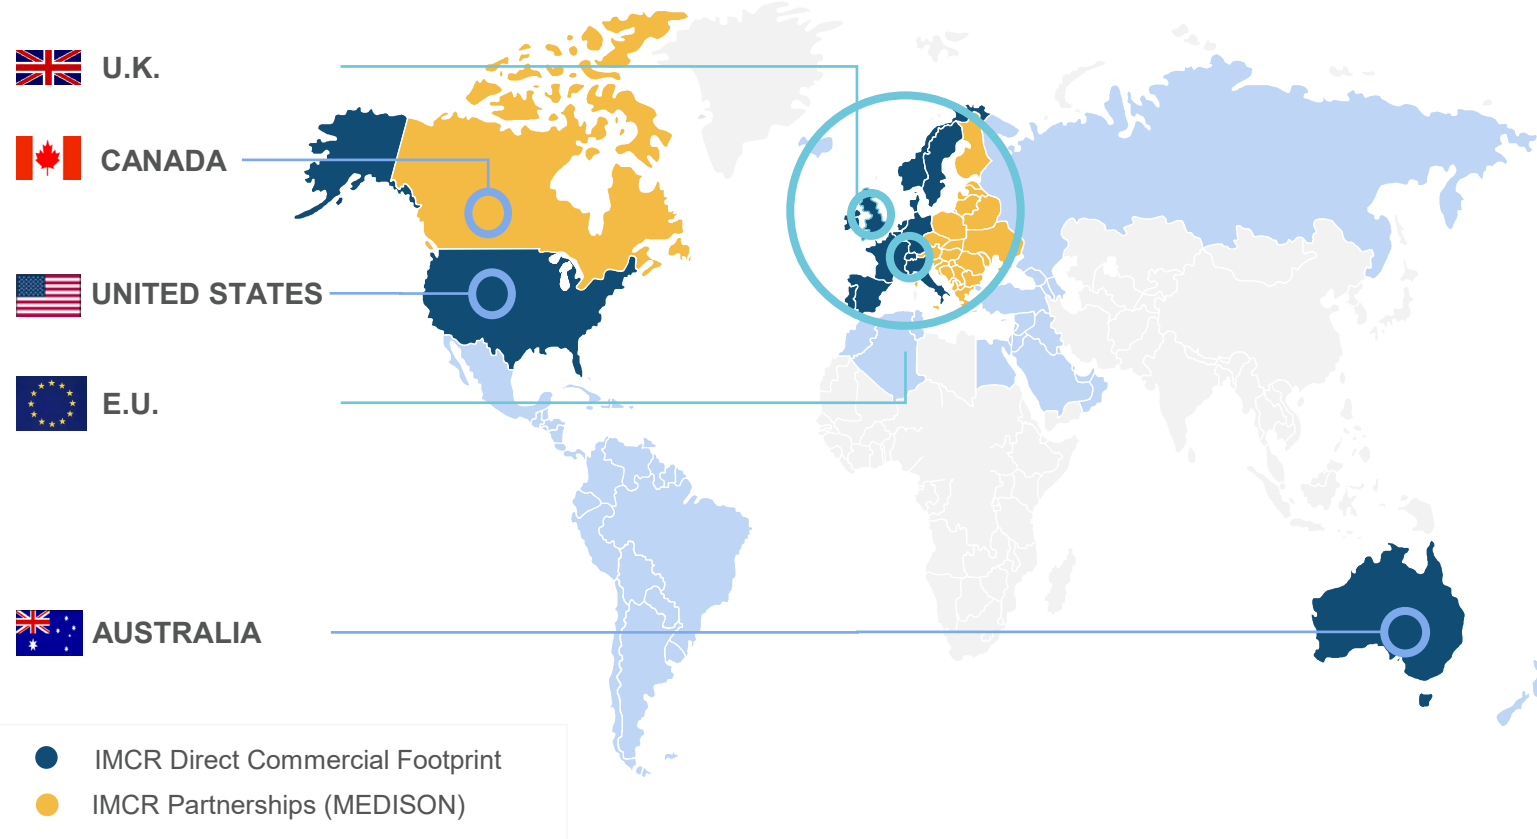 U.K.
CANADA
UNITED STATES
E.U.
AUSTRALIA
IMCR Direct Commercial Footprint
IMCR Partnerships (MEDISON)